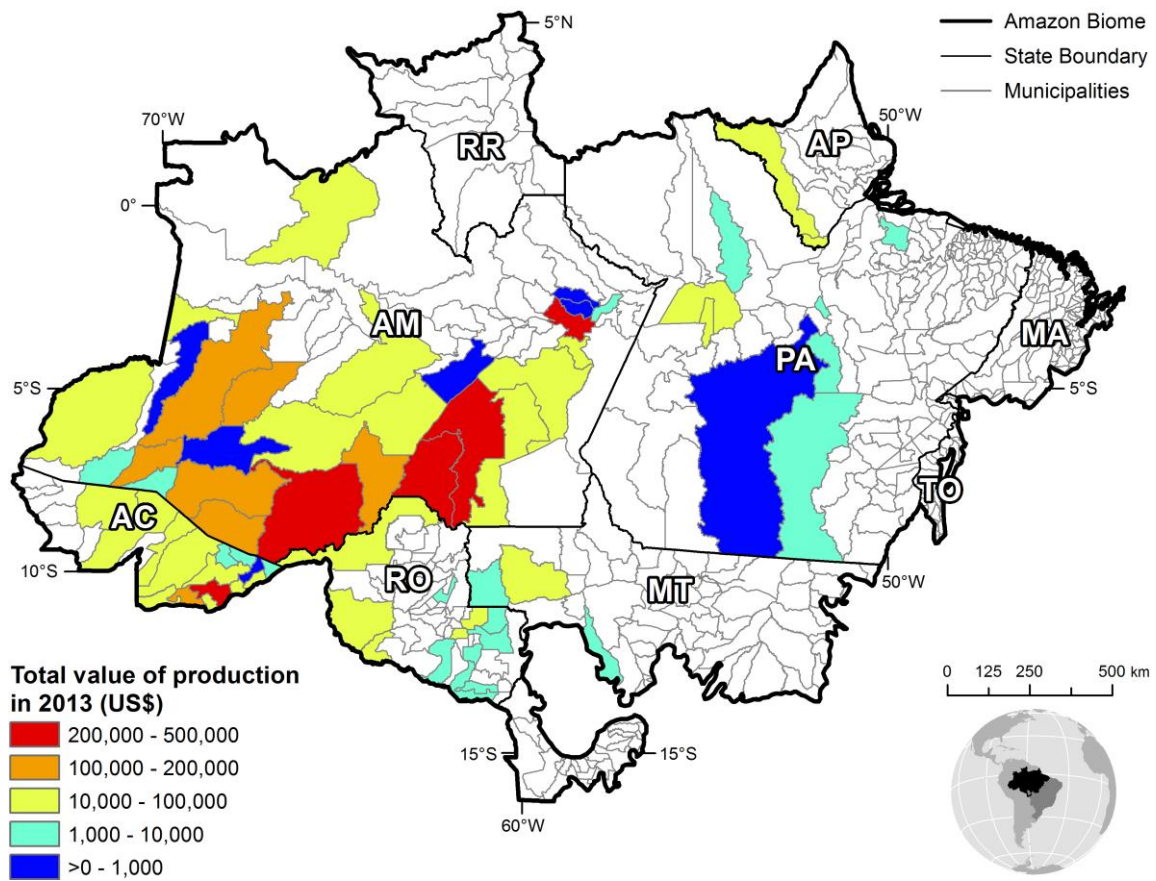 5°N
Amazon Biome
State Boundary
Municipalities
70°W
50°W
RR
AP
0°
AM
PA
MA
5°S
5°S
TO
AC
10°S
RO
MT
50°W
Total value of production
in 2013 (US$)
200,000 - 500,000
100,000 - 200,000
10,000 - 100,000
1,000 - 10,000
>0 - 1,000
15°S
15°S
60°W
0 125 250 500 km